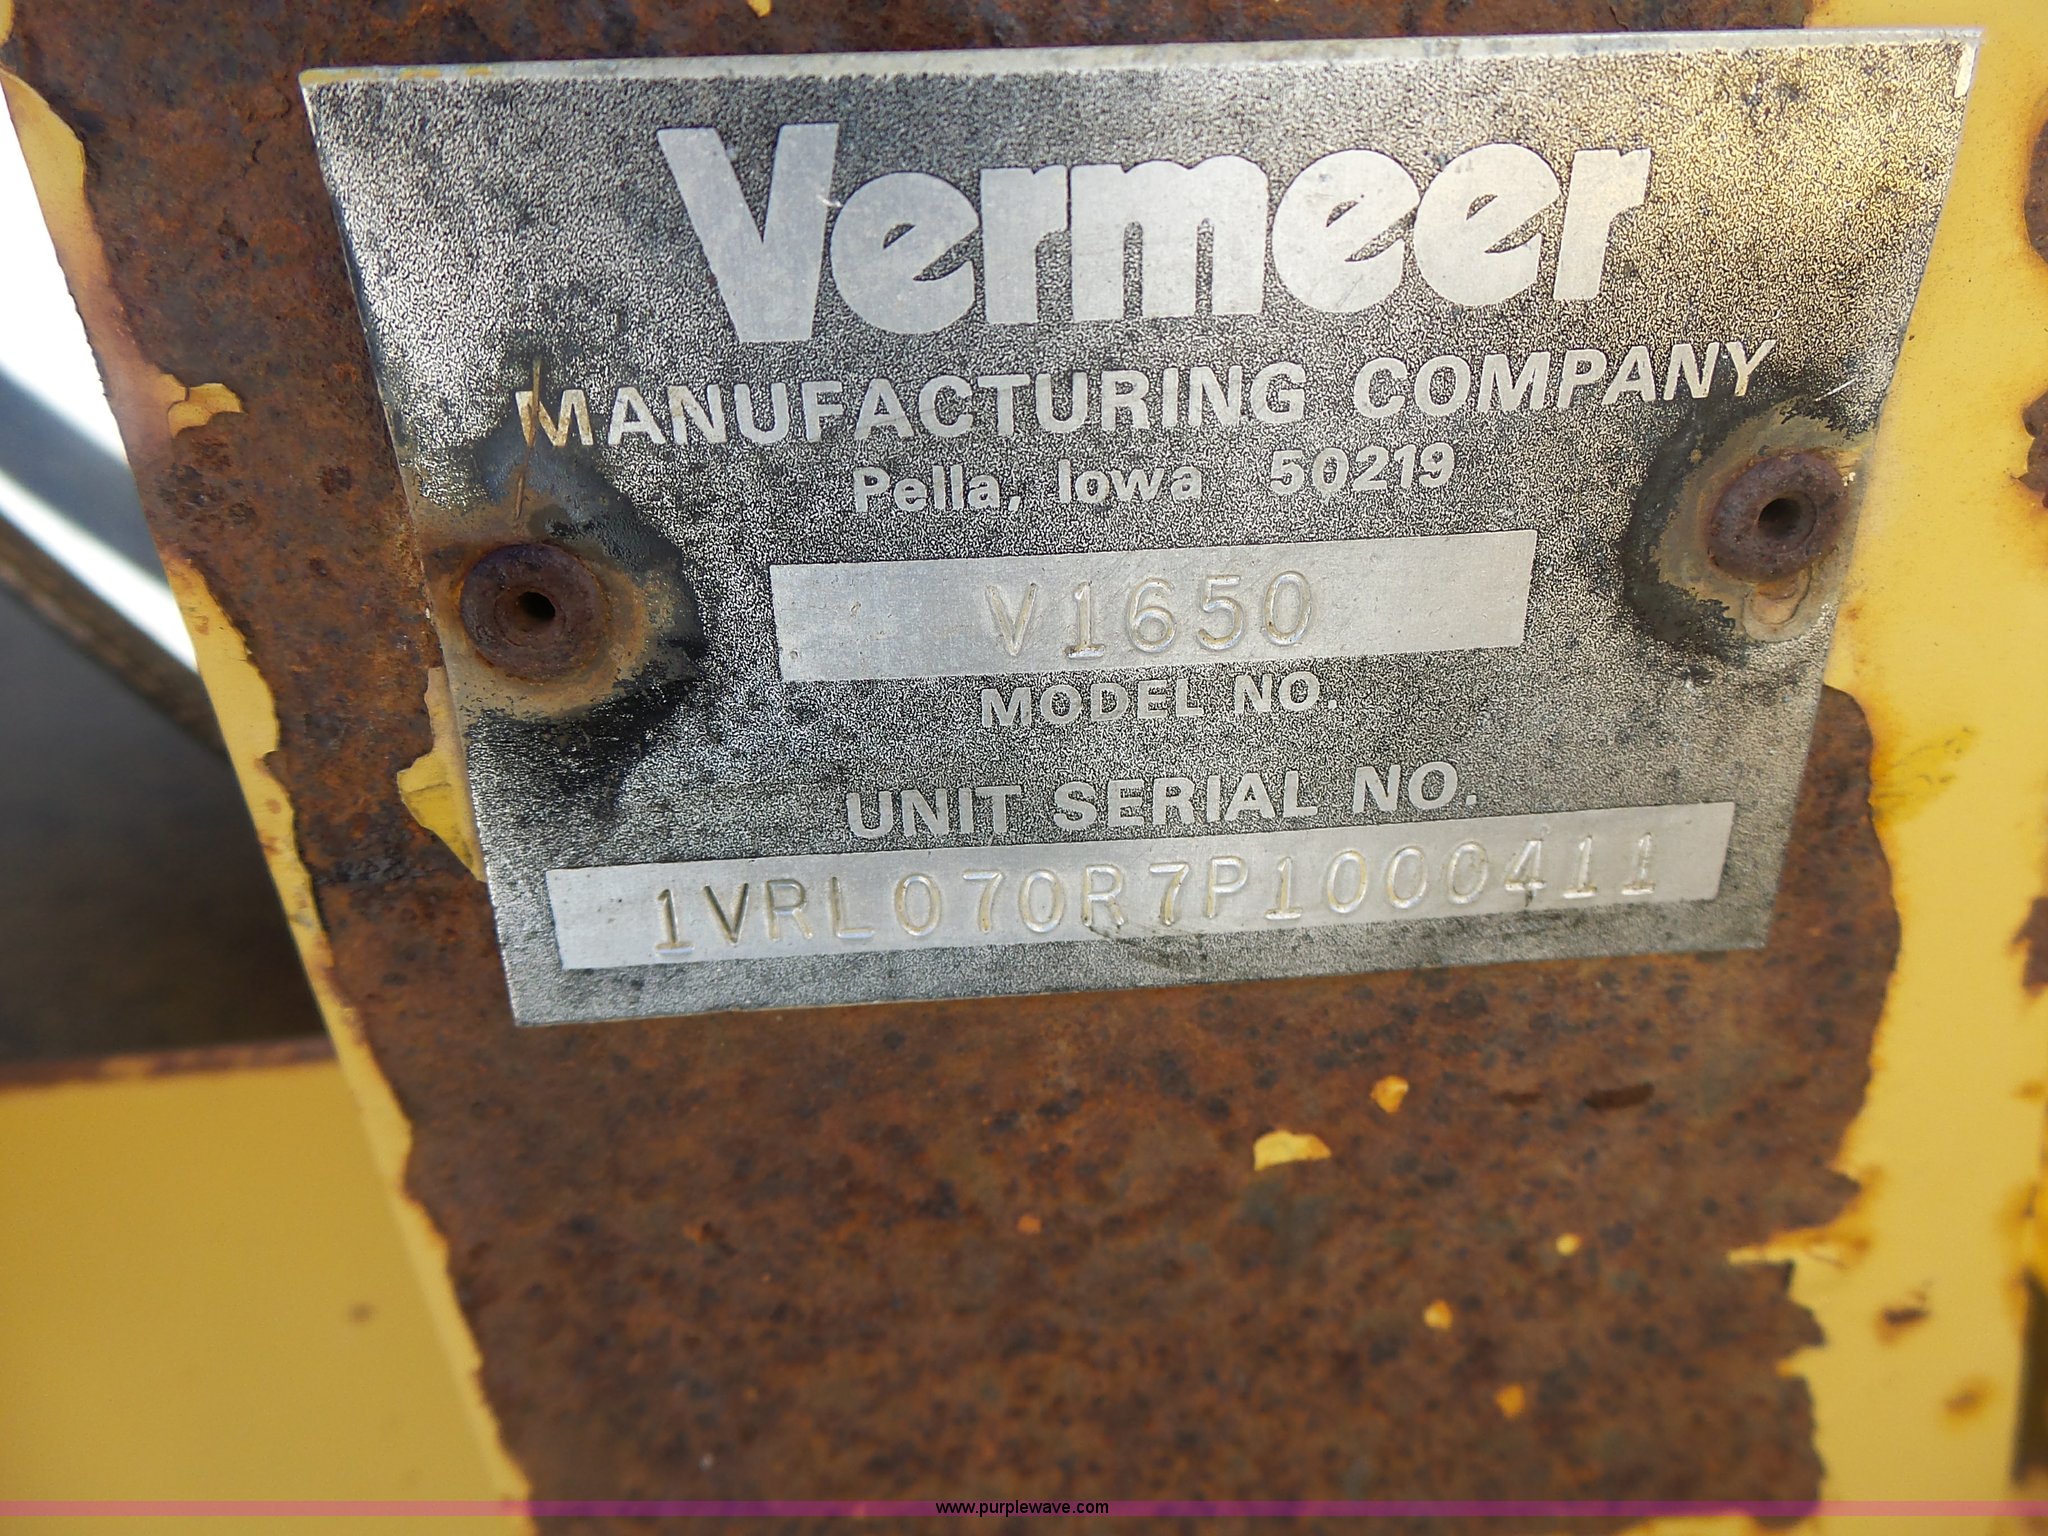 Vermeer
MANUFACTURING COMPANY
Pella, Iowa 50219
V1650
MODEL NO.
UNIT SERIAL NO.
1VRL070R7P1000411
www.purplewave.com